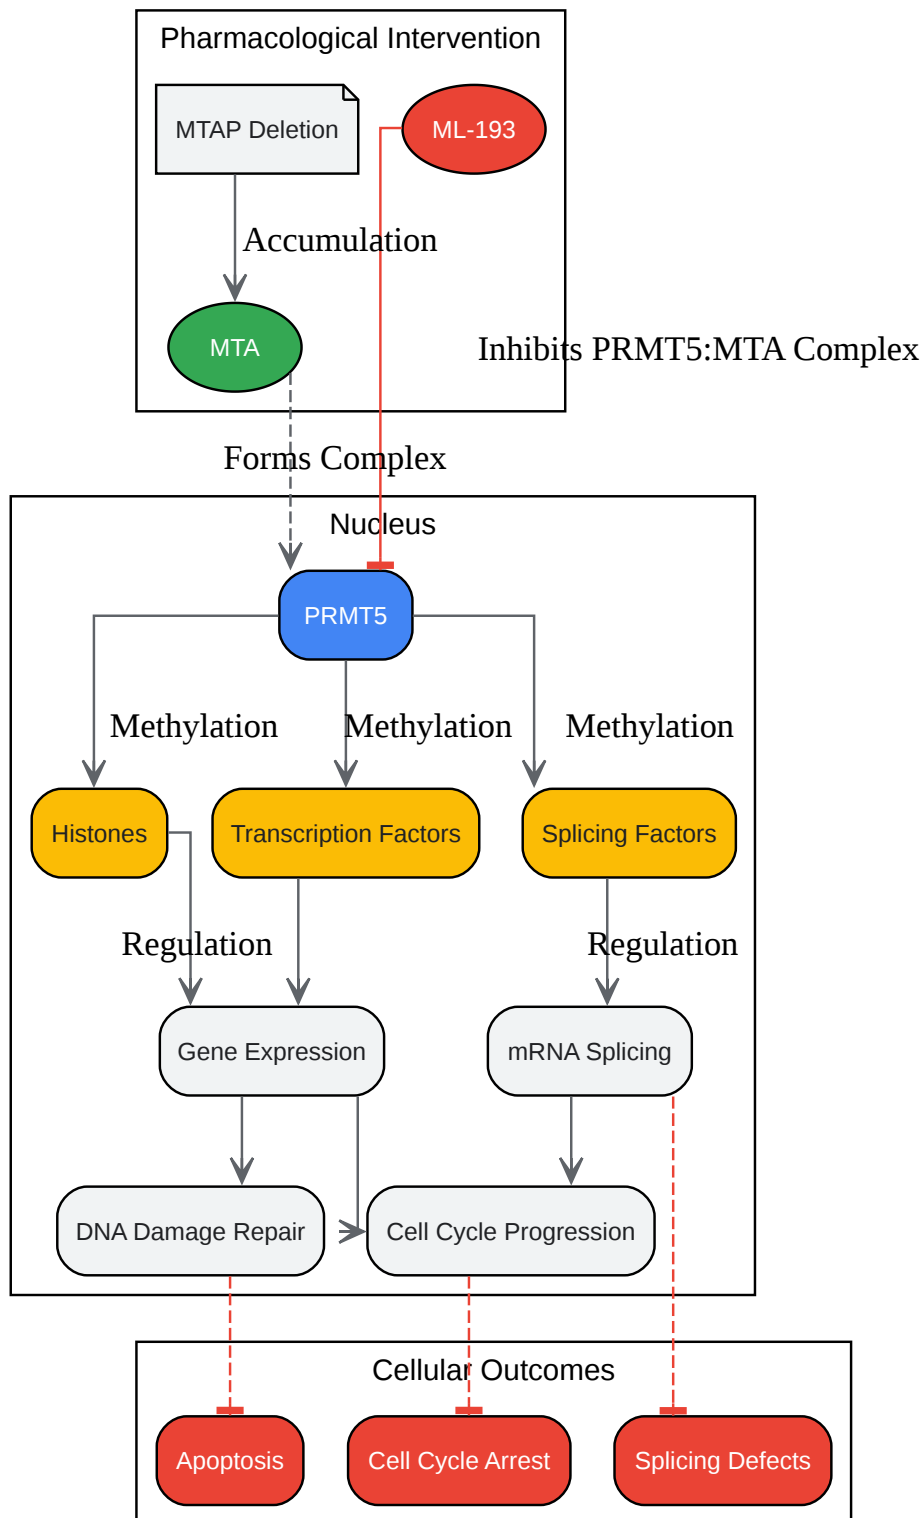 Pharmacological Intervention
MTAP Deletion
ML-193
Accumulation
MTA
Inhibits PRMT5:MTA Complex
Forms Complex
Nucleus
PRMT5
Methylation
Methylation
Methylation
Histones
Transcription Factors
Splicing Factors
Regulation
Regulation
Gene Expression
mRNA Splicing
DNA Damage Repair
Cell Cycle Progression
Cellular Outcomes
Apoptosis
Cell Cycle Arrest
Splicing Defects